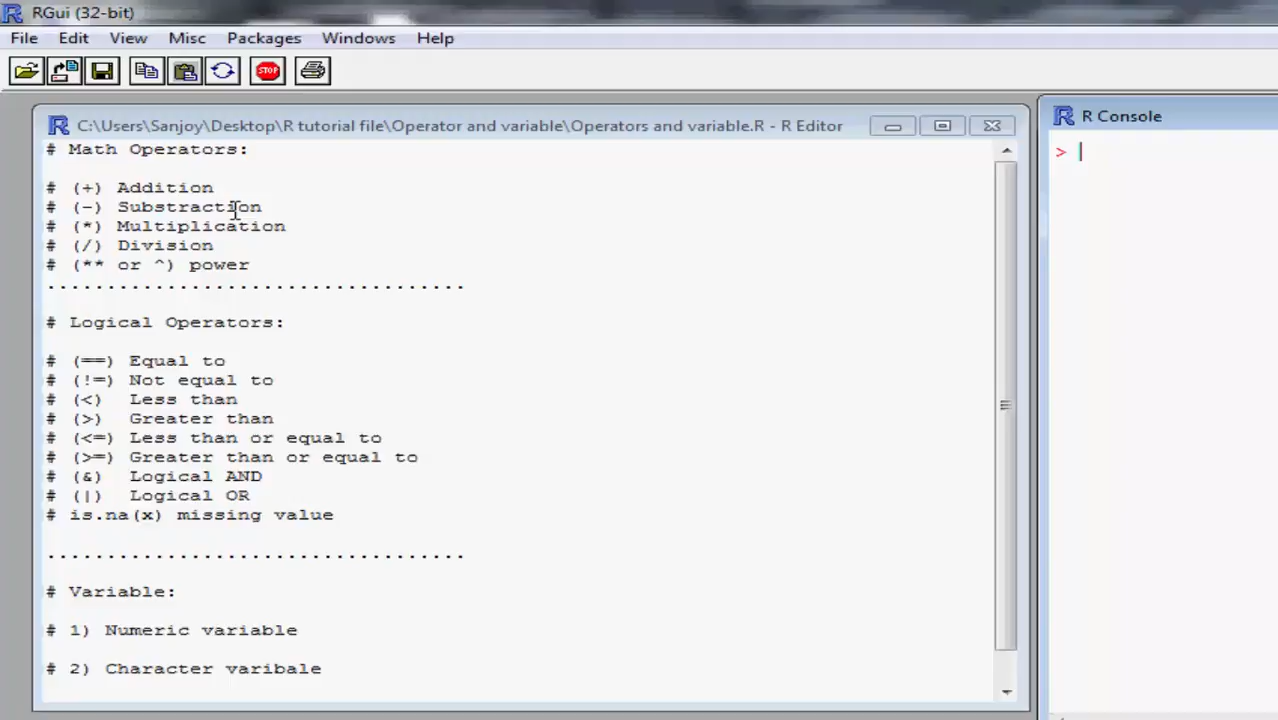 RGui (32-bit)
File Edit View Misc Packages Windows Help
STOP
C:\Users\Sanjoy\Desktop\R tutorial file\Operator and variable\Operators and variable.R - R Editor
R Console
# Math Operators:
>
# (+) Addition
# (-) Substraction
# (*) Multiplication
# (/) Division
# (** or ^) power
...................................
# Logical Operators:
# (==) Equal to
# (!=) Not equal to
# (<) Less than
# (>) Greater than
# (<=) Less than or equal to
# (>=) Greater than or equal to
# (&) Logical AND
# (|) Logical OR
# is.na(x) missing value
...................................
# Variable:
# 1) Numeric variable
# 2) Character varibale